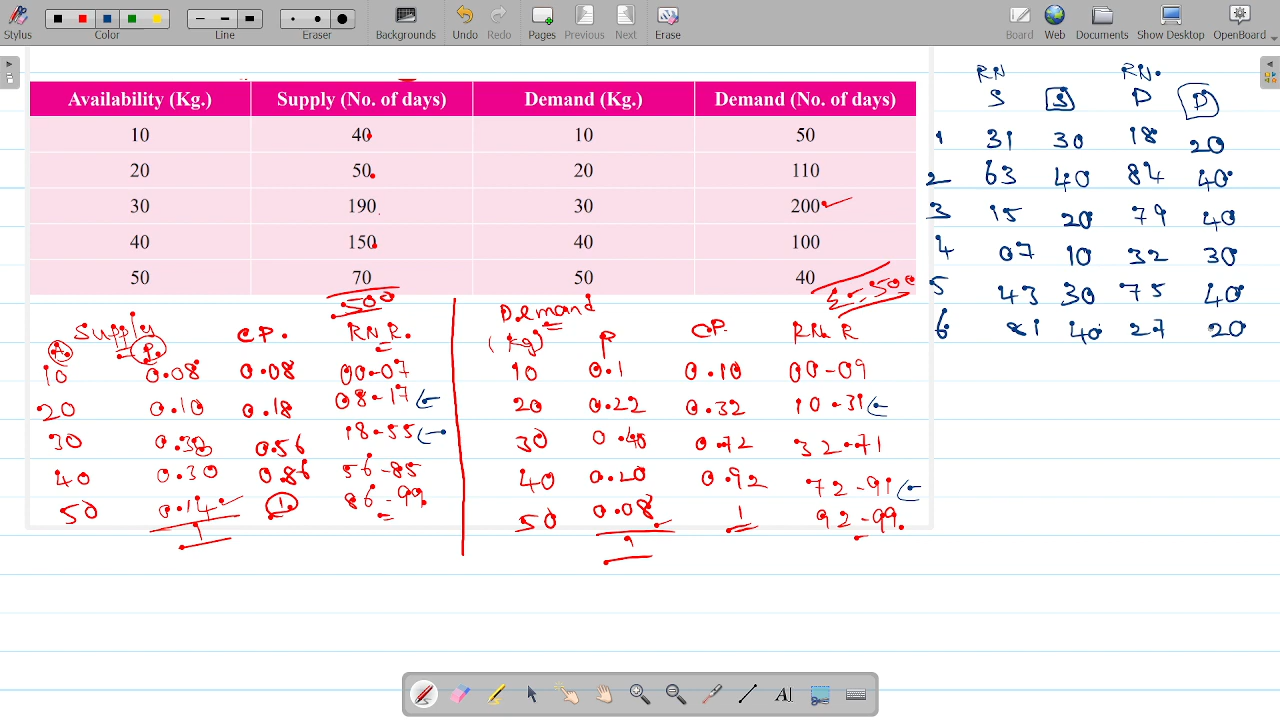 Stylus Color Line Eraser Backgrounds Undo Redo Pages Previous Next Erase Board Web Documents Show Desktop OpenBoard
Availability (Kg.) Supply (No. of days) Demand (Kg.) Demand (No. of days)
10 40 10 50
20 50 20 110
30 190 30 200
40 150 40 100
50 70 50 40
500 Σ = 500
Supply C.P. RN R.
A P
10 0.08 0.08 00-07
20 0.10 0.18 08-17
30 0.38 0.56 18-55
40 0.30 0.86 56-85
50 0.14 1 86-99
1
Demand
(kg) P CP. RN R
10 0.1 0.10 00-09
20 0.22 0.32 10-31
30 0.40 0.72 32-71
40 0.20 0.92 72-91
50 0.08 1 92-99
1
RN RN.
S S D D
1 31 30 18 20
2 63 40 84 40
3 15 20 79 40
4 07 10 32 30
5 43 30 75 40
6 81 40 27 20
AI